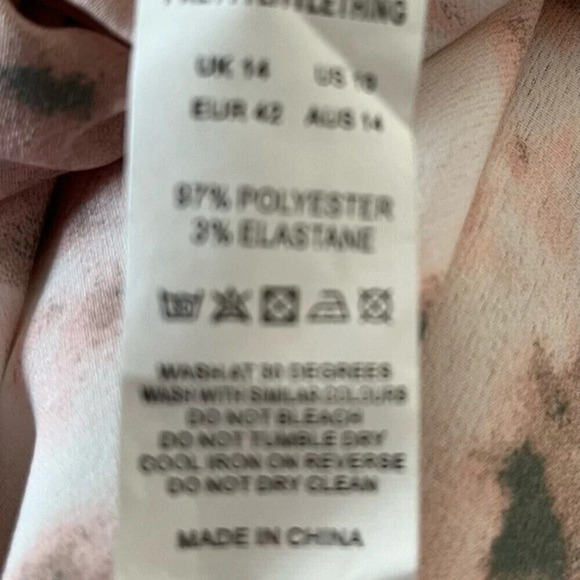 PRETTYLITTLETHING
UK 14 US 10
EUR 42 AUS 14
97% POLYESTER
3% ELASTANE
WASH AT 30 DEGREES
WASH WITH SIMILAR COLOURS
DO NOT BLEACH
DO NOT TUMBLE DRY
COOL IRON ON REVERSE
DO NOT DRY CLEAN
MADE IN CHINA